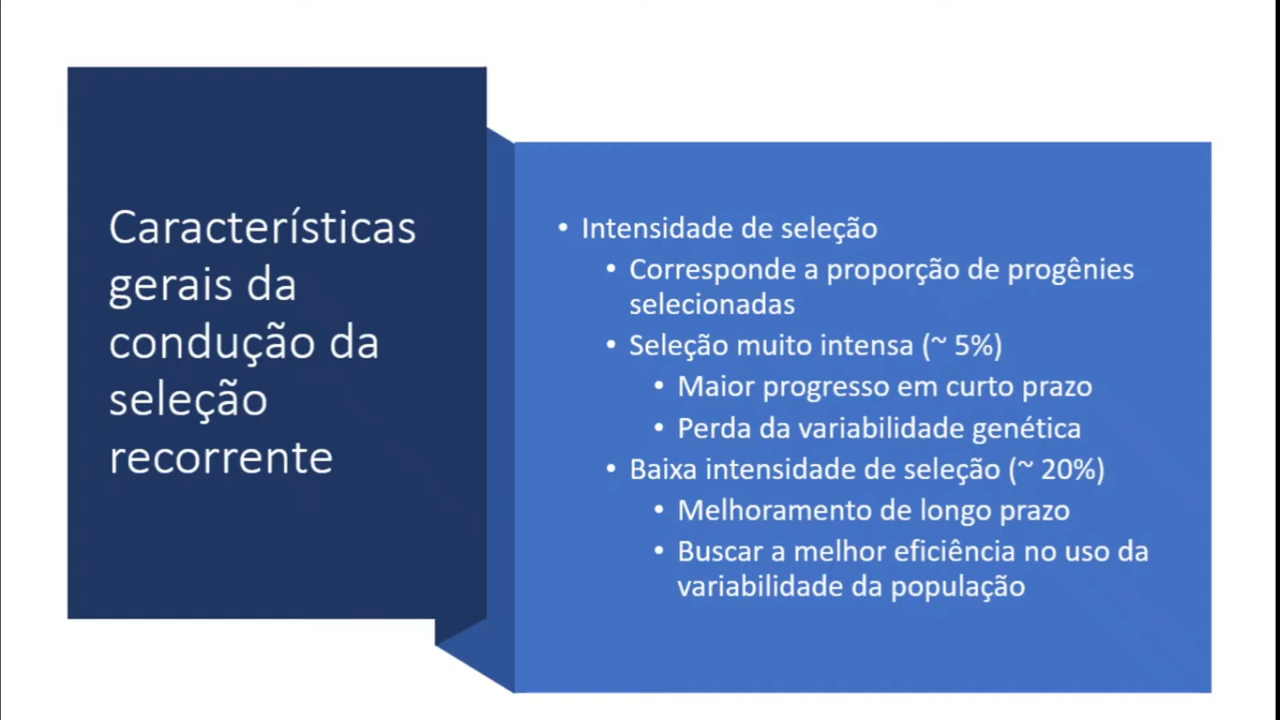 Características
gerais da
condução da
seleção
recorrente
• Intensidade de seleção
• Corresponde a proporção de progênies
selecionadas
• Seleção muito intensa (~ 5%)
• Maior progresso em curto prazo
• Perda da variabilidade genética
• Baixa intensidade de seleção (~ 20%)
• Melhoramento de longo prazo
• Buscar a melhor eficiência no uso da
variabilidade da população